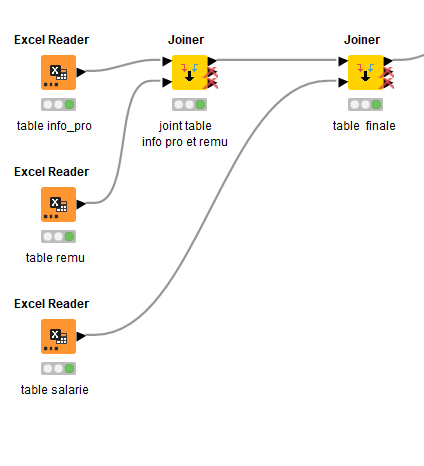 Excel Reader
table info_pro
Joiner
joint table
info pro et remu
Joiner
table finale
Excel Reader
table remu
Excel Reader
table salarie